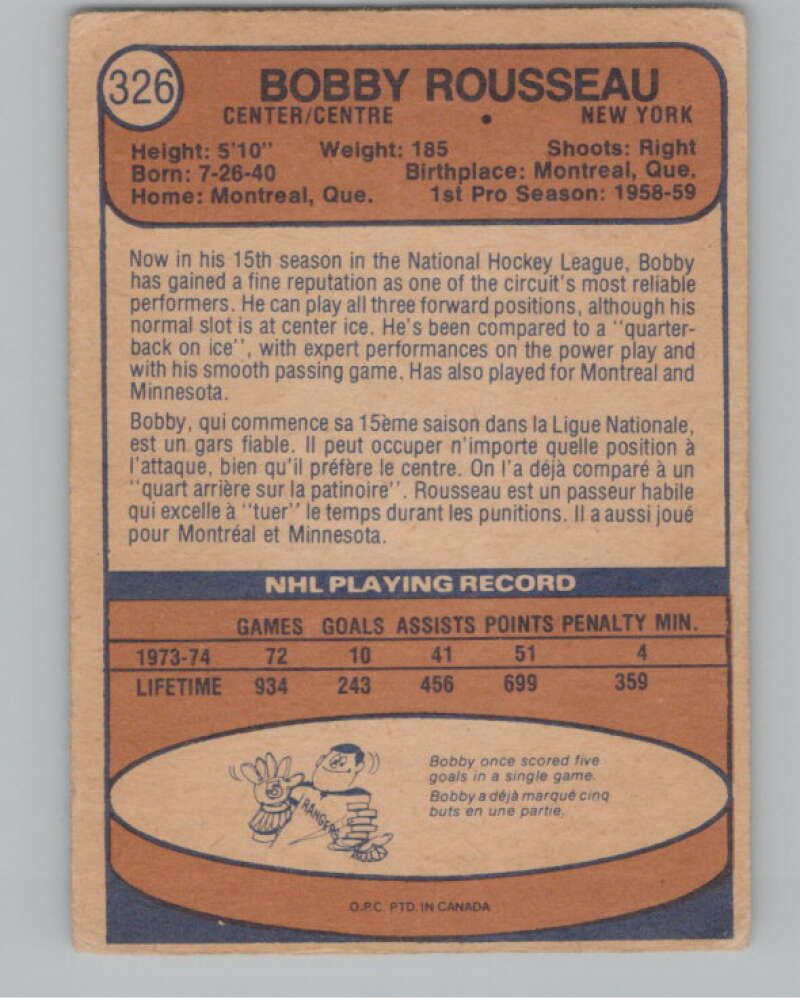 326
BOBBY ROUSSEAU
CENTER/CENTRE • NEW YORK
Height: 5'10" Weight: 185 Shoots: Right
Born: 7-26-40 Birthplace: Montreal, Que.
Home: Montreal, Que. 1st Pro Season: 1958-59
Now in his 15th season in the National Hockey League, Bobby
has gained a fine reputation as one of the circuit's most reliable
performers. He can play all three forward positions, although his
normal slot is at center ice. He's been compared to a "quarter-
back on ice", with expert performances on the power play and
with his smooth passing game. Has also played for Montreal and
Minnesota.
Bobby, qui commence sa 15ème saison dans la Ligue Nationale,
est un gars fiable. Il peut occuper n'importe quelle position à
l'attaque, bien qu'il préfère le centre. On l'a déjà comparé à un
"quart arrière sur la patinoire". Rousseau est un passeur habile
qui excelle à "tuer" le temps durant les punitions. Il a aussi joué
pour Montréal et Minnesota.
NHL PLAYING RECORD
GAMES GOALS ASSISTS POINTS PENALTY MIN.
1973-74 72 10 41 51 4
LIFETIME 934 243 456 699 359
Bobby once scored five
goals in a single game.
Bobby a déjà marqué cinq
buts en une partie.
5
RANGERS
O.P.C. PTD. IN CANADA